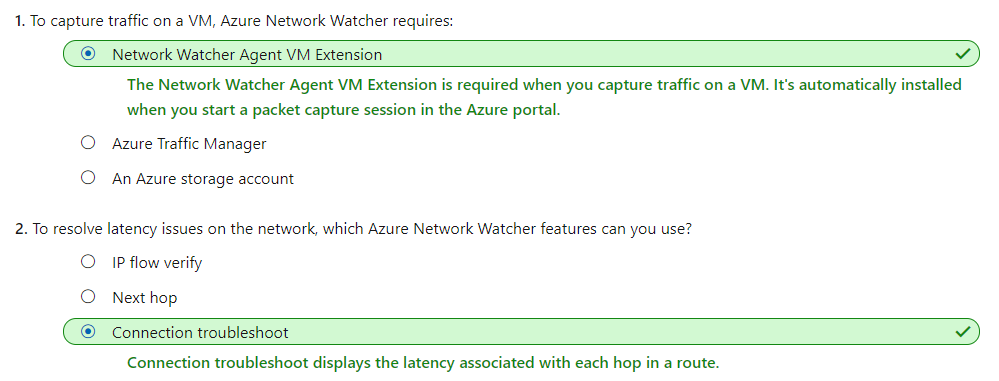 1. To capture traffic on a VM, Azure Network Watcher requires:
Network Watcher Agent VM Extension
The Network Watcher Agent VM Extension is required when you capture traffic on a VM. It's automatically installed
when you start a packet capture session in the Azure portal.
Azure Traffic Manager
An Azure storage account
2. To resolve latency issues on the network, which Azure Network Watcher features can you use?
IP flow verify
Next hop
Connection troubleshoot
Connection troubleshoot displays the latency associated with each hop in a route.